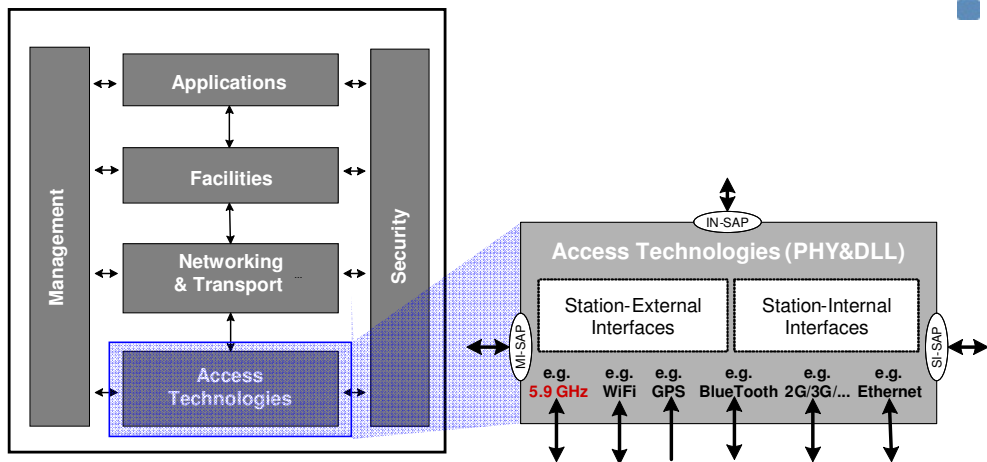 Applications
Facilities
Networking
& Transport ...
Access
Technologies
Management
Security
IN-SAP
Access Technologies (PHY&DLL)
Station-External
Interfaces
Station-Internal
Interfaces
MI-SAP
SI-SAP
e.g. e.g. e.g. e.g. e.g. e.g.
5.9 GHz WiFi GPS BlueTooth 2G/3G/... Ethernet